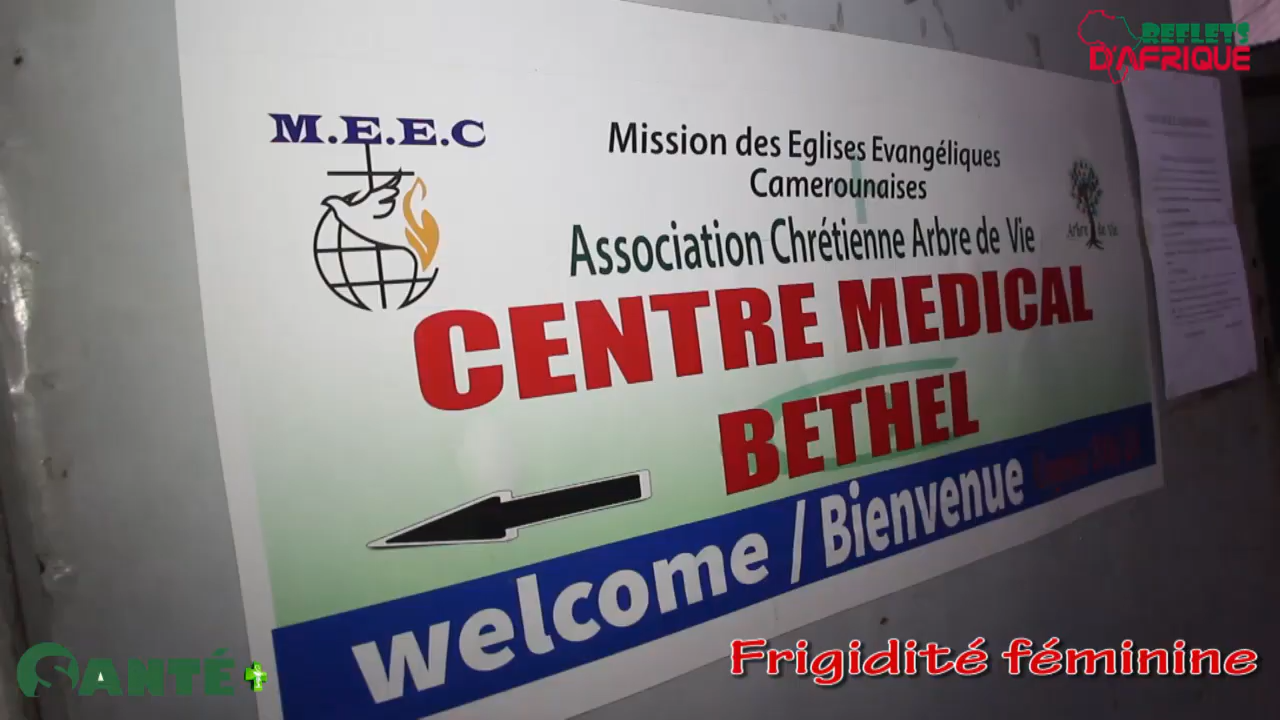 REFLETS
D'AFRIQUE
M.E.E.C
Mission des Eglises Evangéliques
Camerounaises
Association Chrétienne Arbre de Vie
Arbre de Vie
CENTRE MEDICAL
BETHEL
welcome / Bienvenue
SANTÉ+
Frigidité féminine